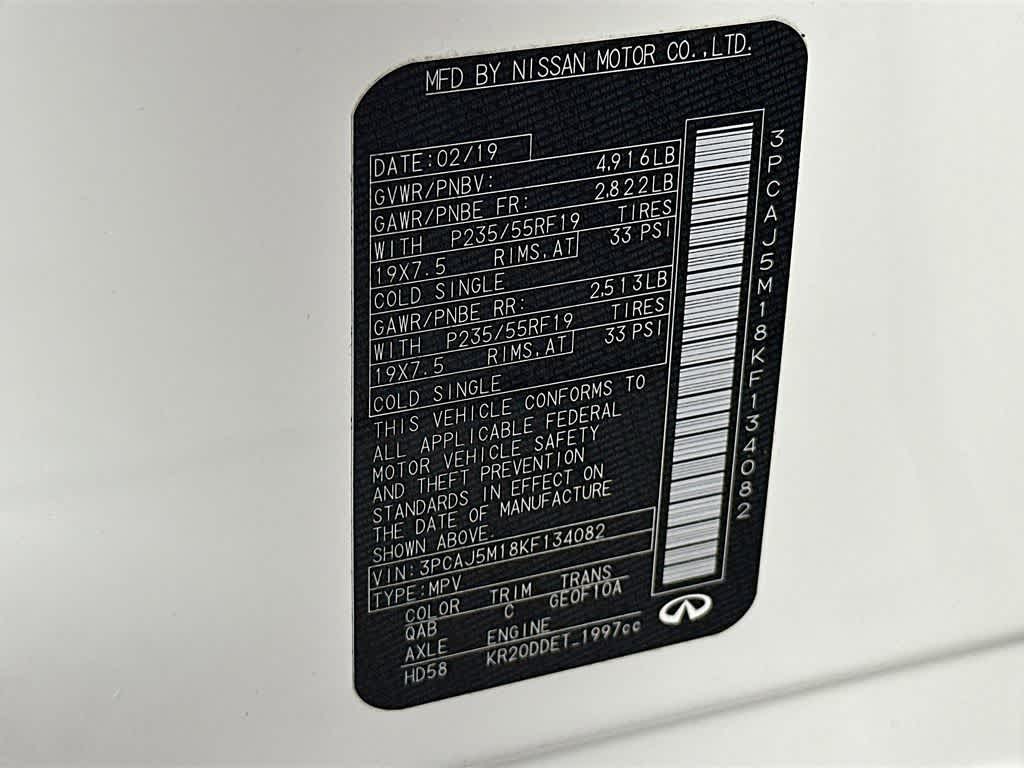 MFD BY NISSAN MOTOR CO.,LTD.
DATE:02/19
GVWR/PNBV: 4,916LB
GAWR/PNBE FR: 2,822LB
WITH P235/55RF19 TIRES
19X7.5 RIMS,AT 33 PSI
COLD SINGLE
GAWR/PNBE RR: 2,513LB
WITH P235/55RF19 TIRES
19X7.5 RIMS,AT 33 PSI
COLD SINGLE
THIS VEHICLE CONFORMS TO
ALL APPLICABLE FEDERAL
MOTOR VEHICLE SAFETY
AND THEFT PREVENTION
STANDARDS IN EFFECT ON
THE DATE OF MANUFACTURE
SHOWN ABOVE.
VIN:3PCAJ5M18KF134082
TYPE:MPV
COLOR TRIM TRANS
QAB C GE0F10A
AXLE ENGINE
HD58 KR20DDET_1997cc
3PCAJ5M18KF134082